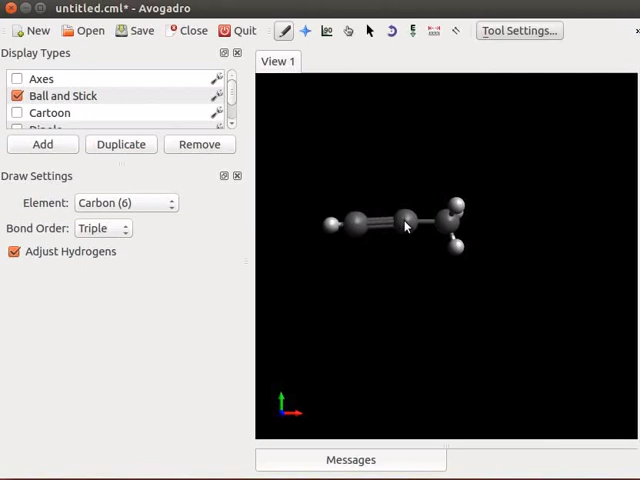 untitled.cml* - Avogadro
New Open Save Close Quit Tool Settings... »
Display Types
View 1
Axes
Ball and Stick
Cartoon
Add Duplicate Remove
Draw Settings
Element: Carbon (6)
Bond Order: Triple
Adjust Hydrogens
Messages